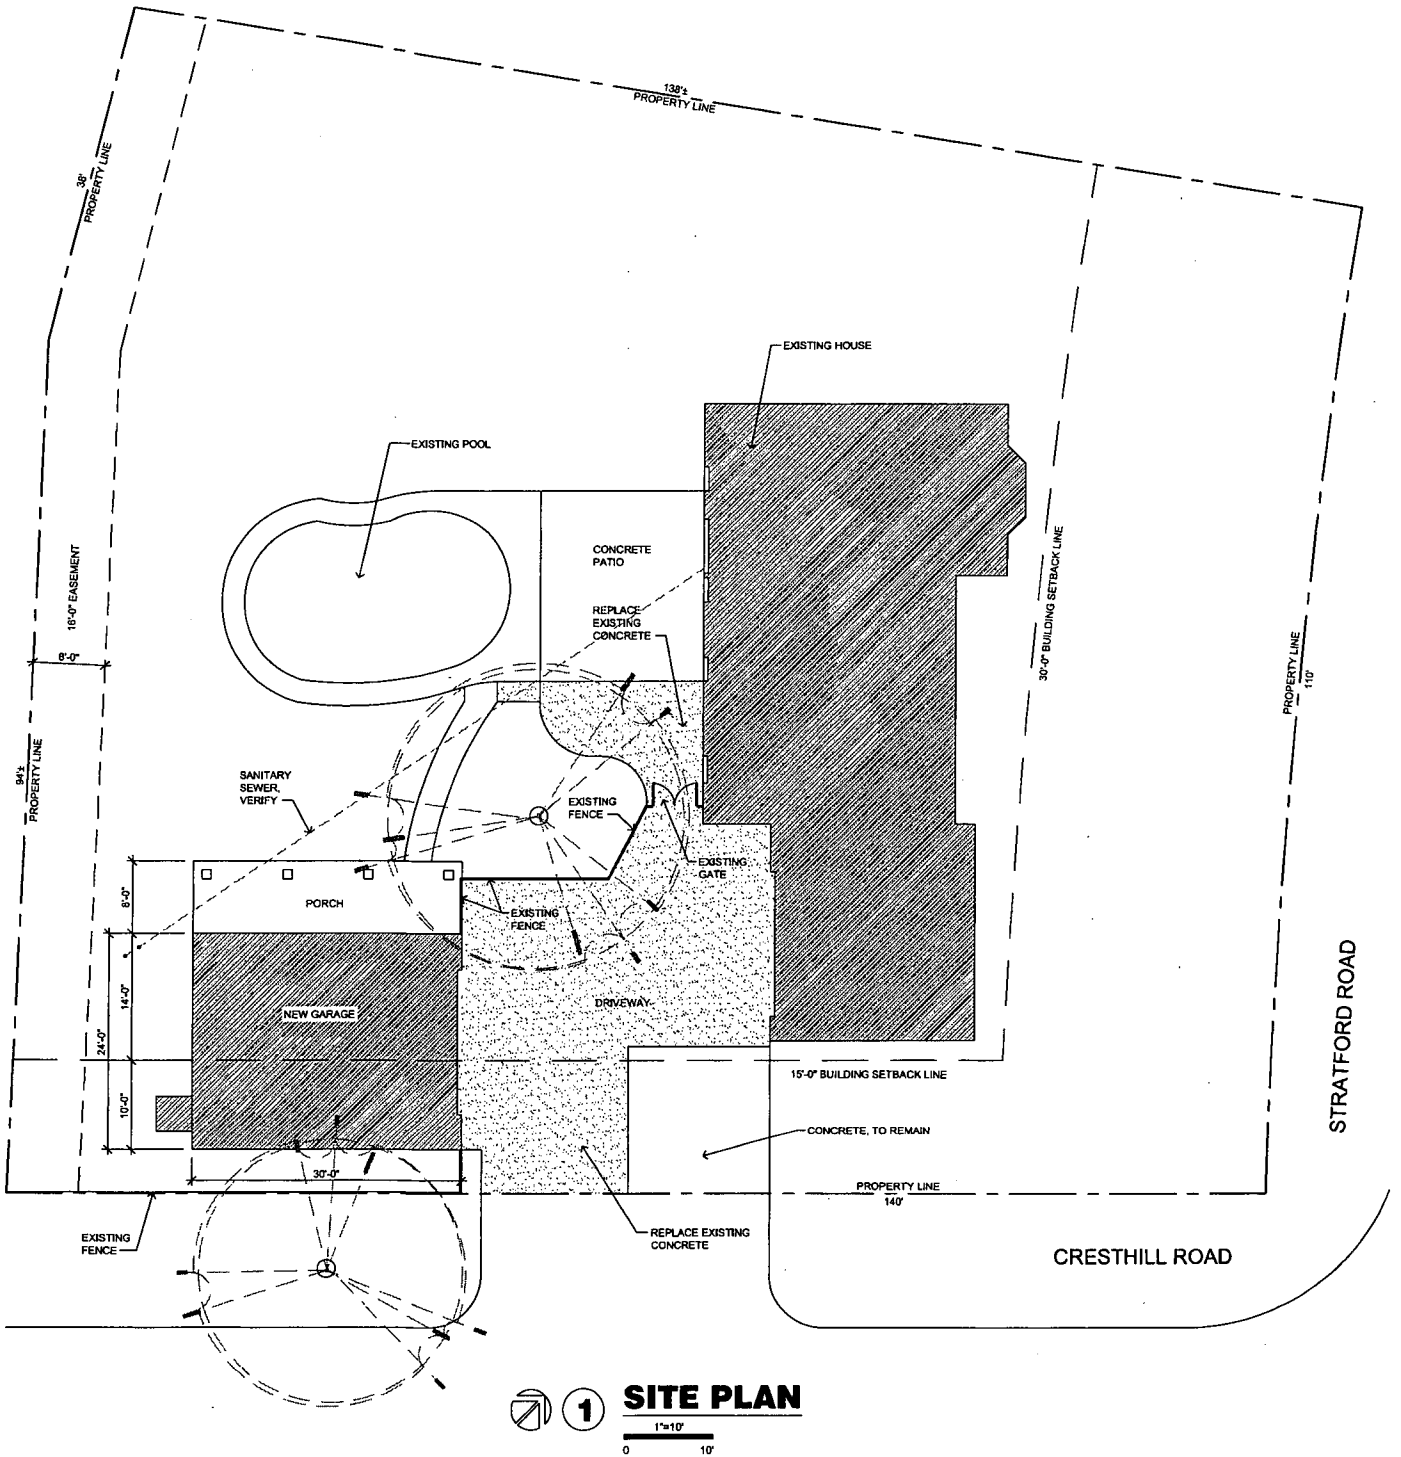 138'±
PROPERTY LINE
38'
PROPERTY LINE
EXISTING HOUSE
EXISTING POOL
CONCRETE
PATIO
REPLACE
EXISTING
CONCRETE
16'-0" EASEMENT
8'-0"
30'-0" BUILDING SETBACK LINE
PROPERTY LINE
110'
94'±
PROPERTY LINE
SANITARY
SEWER,
VERIFY
EXISTING
FENCE
EXISTING
GATE
8'-0"
PORCH
EXISTING
FENCE
DRIVEWAY
NEW GARAGE
14'-0"
24'-0"
10'-0"
15'-0" BUILDING SETBACK LINE
STRATFORD ROAD
CONCRETE, TO REMAIN
30'-0"
PROPERTY LINE
140'
EXISTING
FENCE
REPLACE EXISTING
CONCRETE
CRESTHILL ROAD
1
SITE PLAN
1"=10'
0 10'